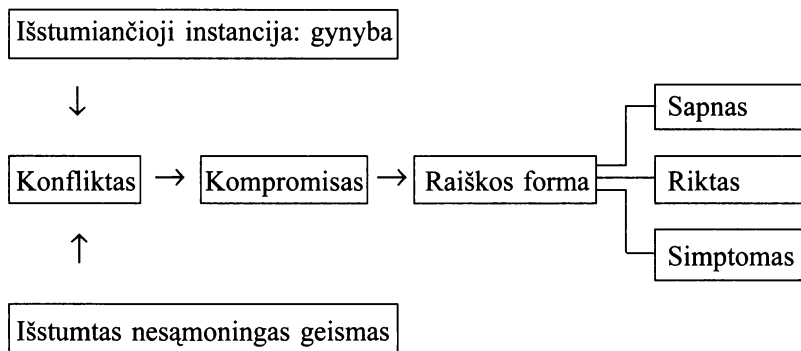 Išstumiančioji instancija: gynyba
Sapnas
Konfliktas
Kompromisas
Raiškos forma
Riktas
Simptomas
Išstumtas nesąmoningas geismas